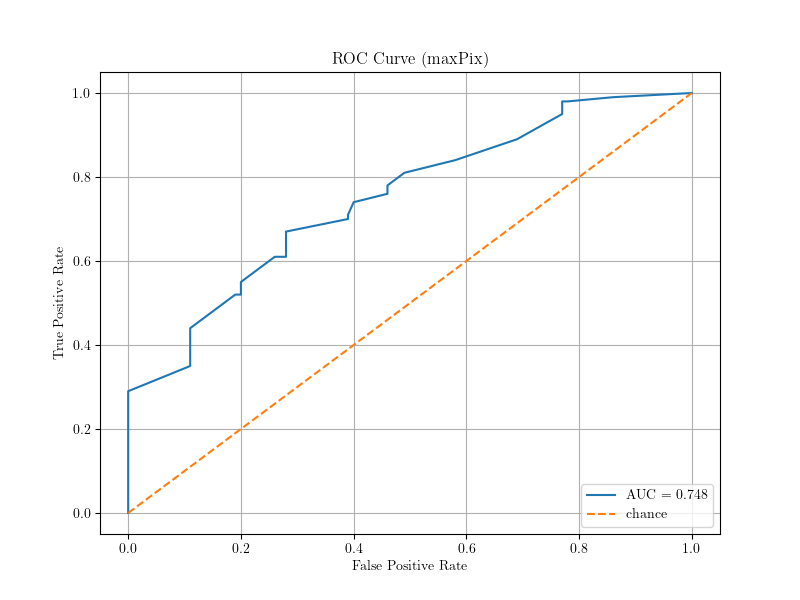 ROC Curve (maxPix)
True Positive Rate
1.0
0.8
0.6
0.4
0.2
0.0
AUC = 0.748
chance
0.0 0.2 0.4 0.6 0.8 1.0
False Positive Rate